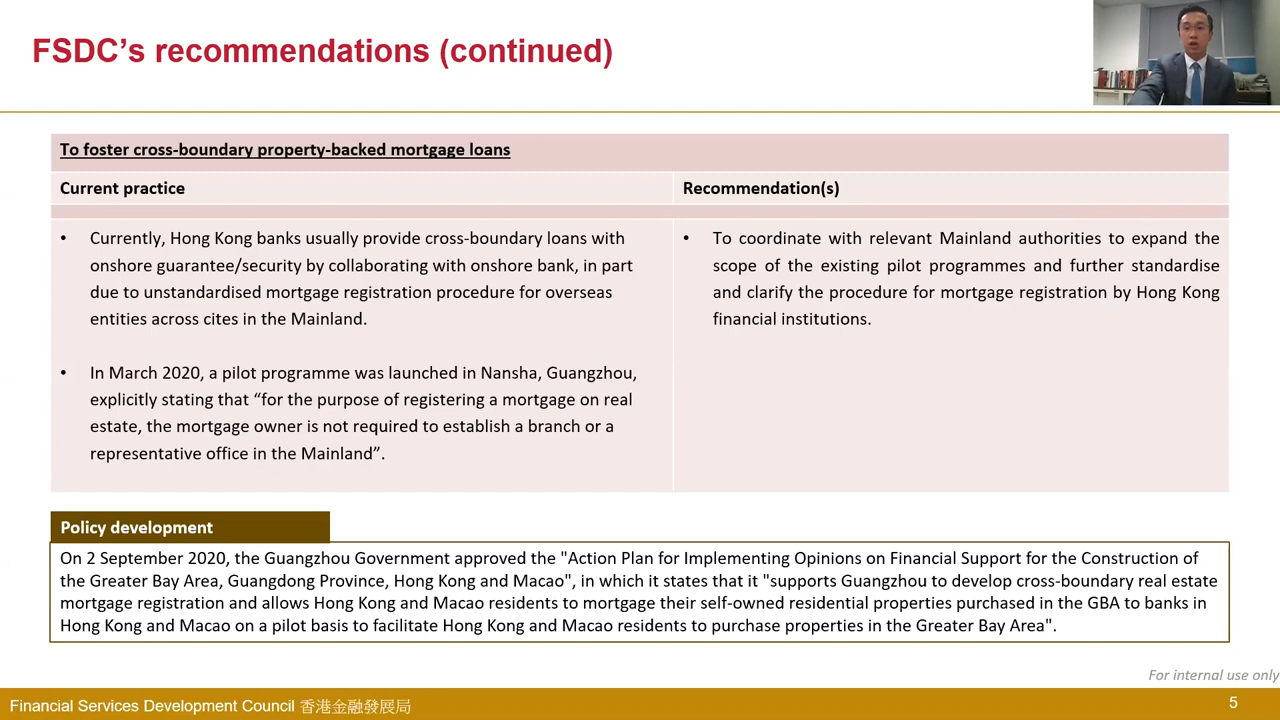 FSDC’s recommendations (continued)
To foster cross-boundary property-backed mortgage loans
Current practice
Recommendation(s)
• Currently, Hong Kong banks usually provide cross-boundary loans with
onshore guarantee/security by collaborating with onshore bank, in part
due to unstandardised mortgage registration procedure for overseas
entities across cites in the Mainland.
• In March 2020, a pilot programme was launched in Nansha, Guangzhou,
explicitly stating that “for the purpose of registering a mortgage on real
estate, the mortgage owner is not required to establish a branch or a
representative office in the Mainland”.
• To coordinate with relevant Mainland authorities to expand the
scope of the existing pilot programmes and further standardise
and clarify the procedure for mortgage registration by Hong Kong
financial institutions.
Policy development
On 2 September 2020, the Guangzhou Government approved the "Action Plan for Implementing Opinions on Financial Support for the Construction of
the Greater Bay Area, Guangdong Province, Hong Kong and Macao", in which it states that it "supports Guangzhou to develop cross-boundary real estate
mortgage registration and allows Hong Kong and Macao residents to mortgage their self-owned residential properties purchased in the GBA to banks in
Hong Kong and Macao on a pilot basis to facilitate Hong Kong and Macao residents to purchase properties in the Greater Bay Area".
For internal use only
Financial Services Development Council 香港金融發展局
5